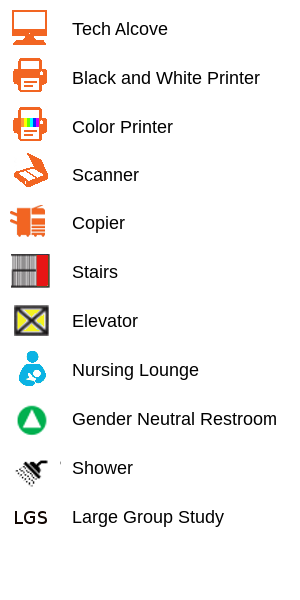 Tech Alcove
Black and White Printer
Color Printer
Scanner
Copier
Stairs
Elevator
Nursing Lounge
Gender Neutral Restroom
Shower
LGS Large Group Study